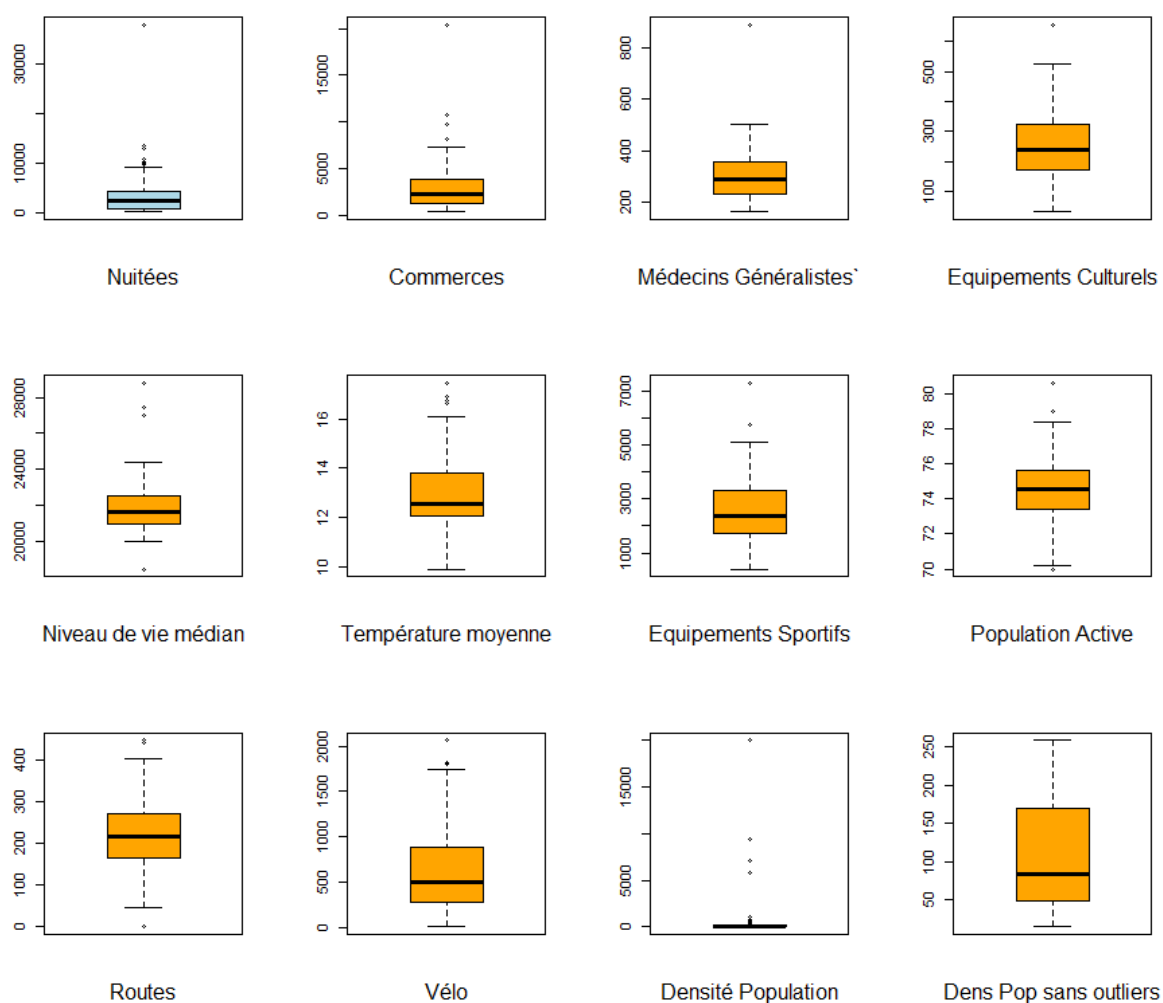 0 10000 30000
0 5000 15000
200 400 600 800
100 300 500
Nuitées
Commerces
Médecins Généralistes`
Equipements Culturels
20000 24000 28000
10 12 14 16
1000 3000 5000 7000
70 72 74 76 78 80
Niveau de vie médian
Température moyenne
Equipements Sportifs
Population Active
0 100 200 300 400
0 500 1000 1500 2000
0 5000 15000
50 100 150 200 250
Routes
Vélo
Densité Population
Dens Pop sans outliers